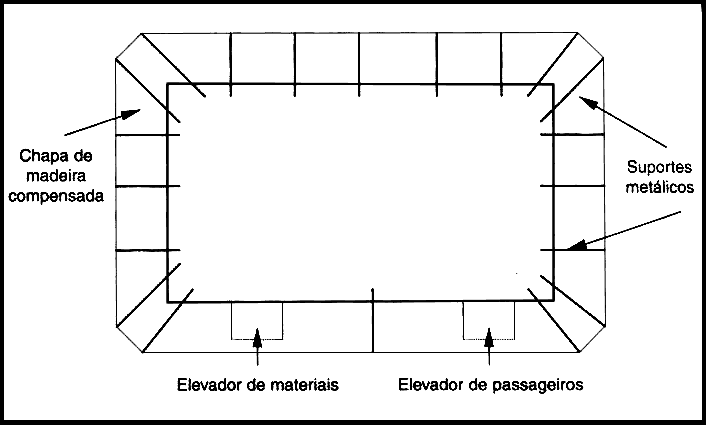 Chapa de
madeira
compensada
Suportes
metálicos
Elevador de materiais
Elevador de passageiros